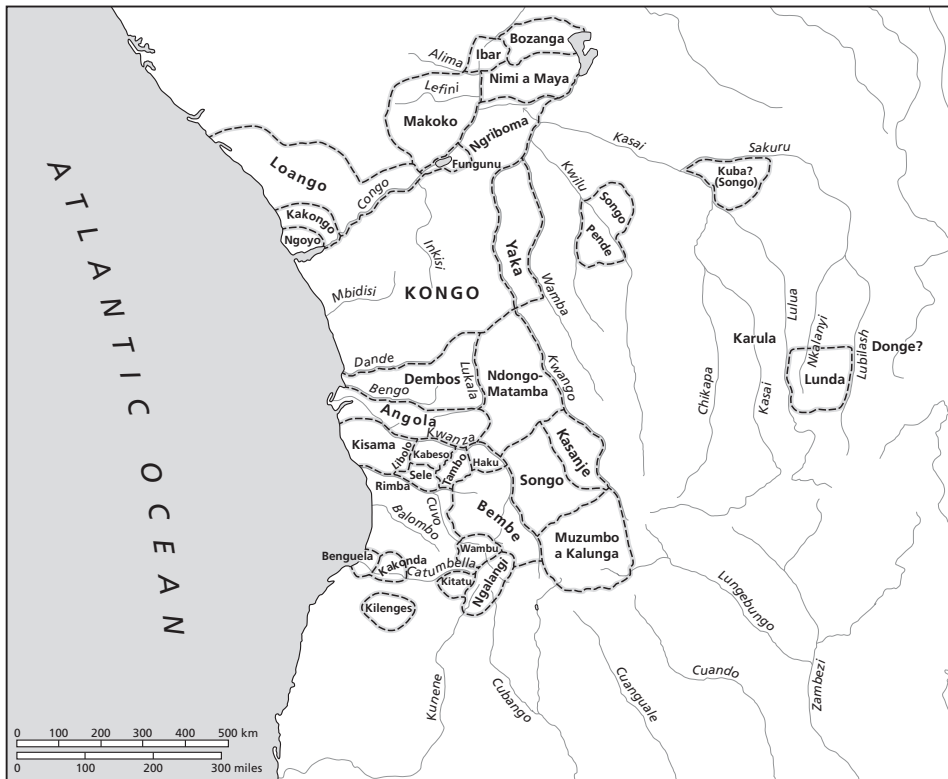 Bozanga
Ibar
Alima
Nimi a Maya
Lefini
Makoko
Ngriboma
Kasai
Sakuru
Fungunu
Kuba?
(Songo)
Loango
Congo
Kwilu
Songo
Kakongo
Ngoyo
Pende
Inkisi
Yaka
Wamba
Mbidisi
KONGO
Lulua
Nkalanyi
Lubilash
Karula
Donge?
Dande
Lukala
Ndongo-
Matamba
Kwango
Chikapa
Kasai
Lunda
Bengo
Dembos
Angola
Kwanza
Kisama
Libolo
Kabeso
Tambo
Haku
Kasanje
Sele
Songo
Rimba
Cuvo
Bembe
Balombo
Muzumbo
a Kalunga
Wambu
Benguela
Kakonda
Catumbella
Kitatu
Ngalangi
Lungebungo
Kilenges
ATLANTIC OCEAN
Kunene
Cubango
Cuanguale
Cuando
Zambezi
0 100 200 300 400 500 km
0 100 200 300 miles